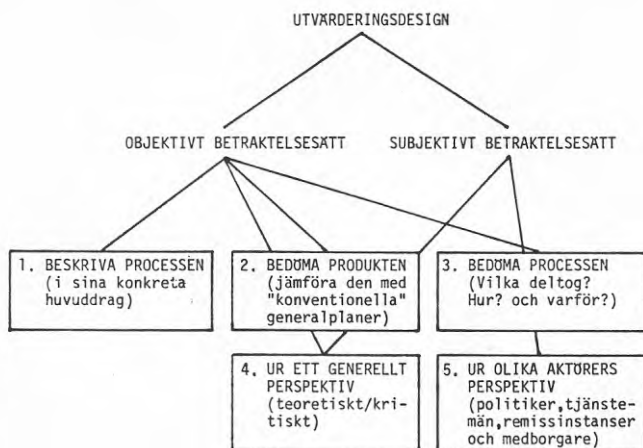 UTVÄRDERINGSDESIGN
OBJEKTIVT BETRAKTELSESÄTT
SUBJEKTIVT BETRAKTELSESÄTT
1. BESKRIVA PROCESSEN
(i sina konkreta
huvuddrag)
2. BEDÖMA PRODUKTEN
(jämföra den med
"konventionella"
generalplaner)
3. BEDÖMA PROCESSEN
(Vilka deltog?
Hur? och varför?)
4. UR ETT GENERELLT
PERSPEKTIV
(teoretiskt/kri-
tiskt)
5. UR OLIKA AKTÖRERS
PERSPEKTIV
(politiker,tjänste-
män,remissinstanser
och medborgare)